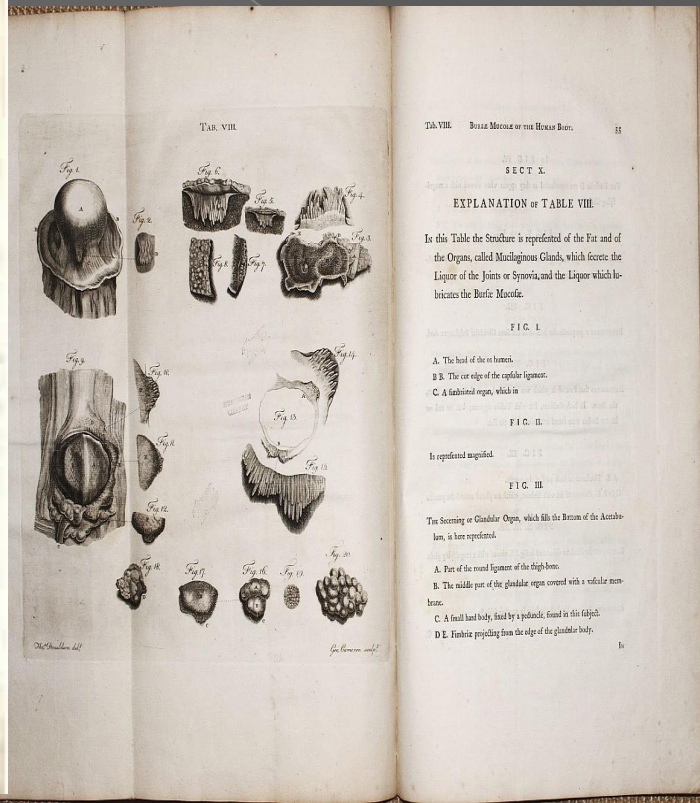 TAB. VIII.
Fig. 1.
Fig. 2.
Fig. 6.
Fig. 5.
Fig. 4.
Fig. 3.
Fig. 8.
Fig. 7.
A
Fig. 9.
Fig. 10.
Fig. 11.
Fig. 12.
Fig. 14.
Fig. 13.
Fig. 18.
Fig. 17.
Fig. 16.
Fig. 19.
Fig. 20.
delt.
Geo. Cameron sculpt.
Tab. VIII. BURSÆ MUCOSÆ OF THE HUMAN BODY. 55
SECT X.
EXPLANATION OF TABLE VIII.
IN this Table the Structure is represented of the Fat and of
the Organs, called Mucilaginous Glands, which secrete the
Liquor of the Joints or Synovia, and the Liquor which lu-
bricates the Bursæ Mucosæ.
FIG. I.
A. The head of the os humeri.
B B. The cut edge of the capsular ligament.
C. A fimbriated organ, which in
FIG. II.
Is represented magnified.
FIG. III.
THE Secerning or Glandular Organ, which fills the Bottom of the Acetabu-
lum, is here represented.
A. Part of the round ligament of the thigh-bone.
B. The middle part of the glandular organ covered with a vascular mem-
brane.
C. A small hard body, fixed by a peduncle, found in this subject.
D E. Fimbriæ projecting from the edge of the glandular body.
In